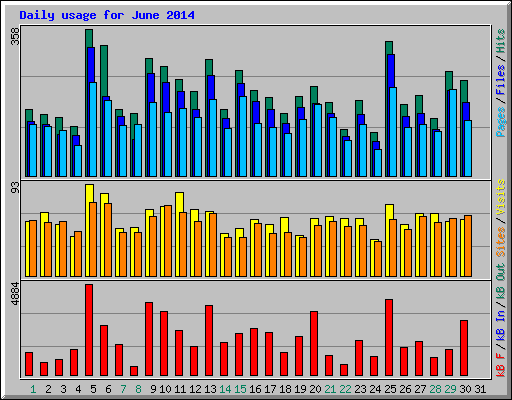 Daily usage for June 2014
358
Pages / Files / Hits
93
Sites / Visits
4884
kB F / kB In / kB Out
1 2 3 4 5 6 7 8 9 10 11 12 13 14 15 16 17 18 19 20 21 22 23 24 25 26 27 28 29 30 31